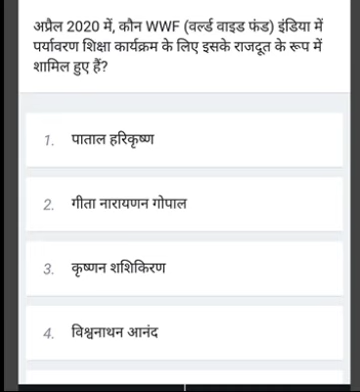 अप्रैल 2020 में, कौन WWF (वर्ल्ड वाइड फंड) इंडिया में
पर्यावरण शिक्षा कार्यक्रम के लिए इसके राजदूत के रूप में
शामिल हुए हैं?
1. पाताल हरिकृष्ण
2. गीता नारायणन गोपाल
3. कृष्णन शशिकिरण
4. विश्वनाथन आनंद